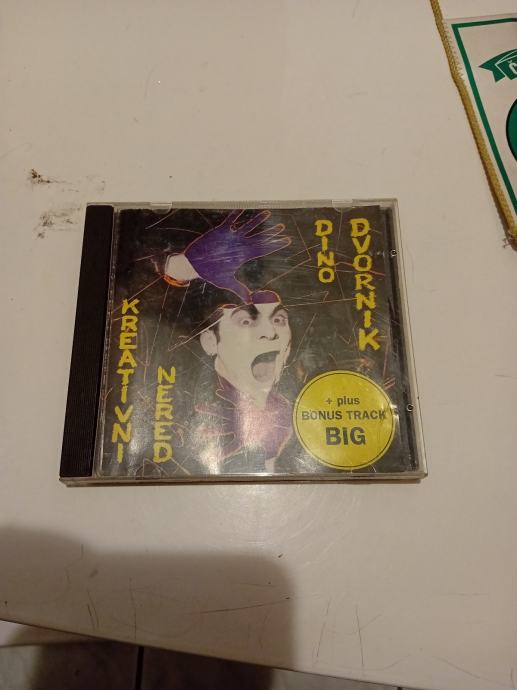 DINO
DVORNIK
KREATIVNI
NERED
+ plus
BONUS TRACK
BiG